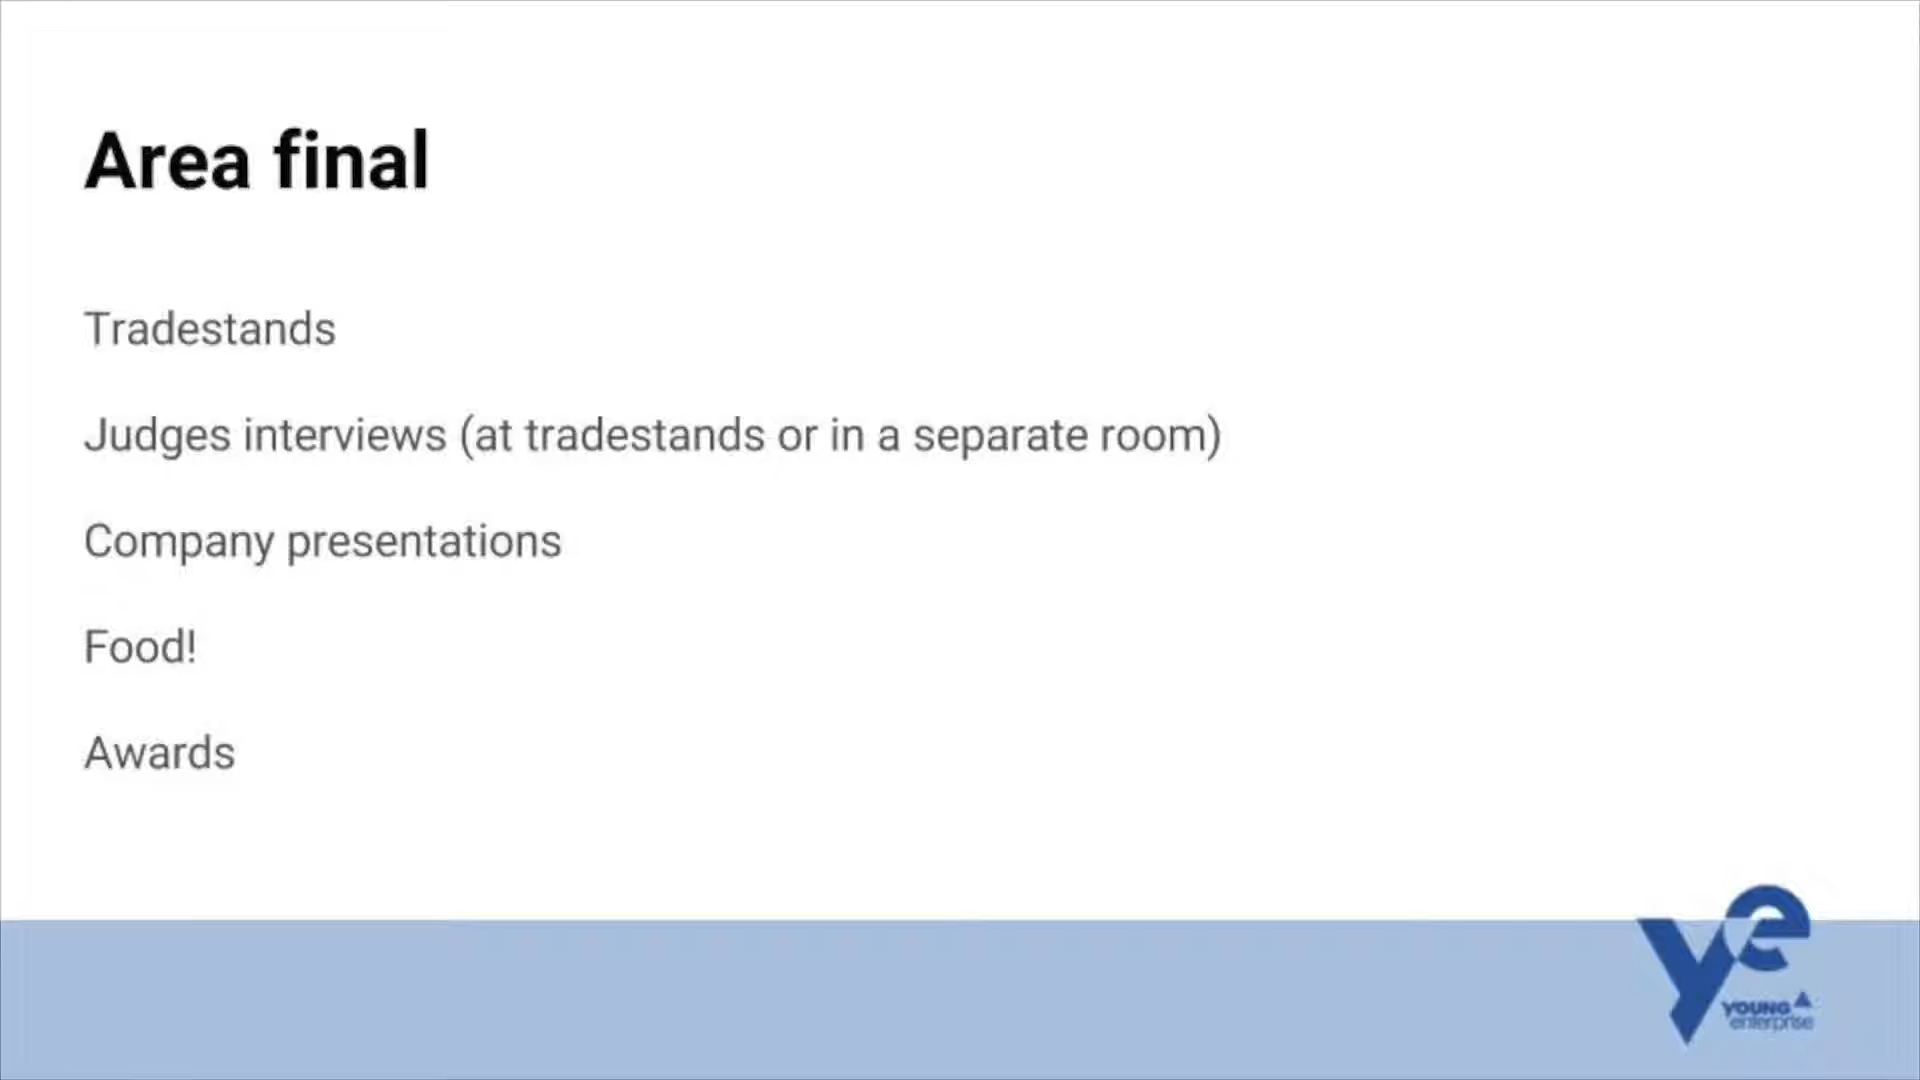 Area final
Tradestands
Judges interviews (at tradestands or in a separate room)
Company presentations
Food!
Awards
ye
YOUNG
enterprise